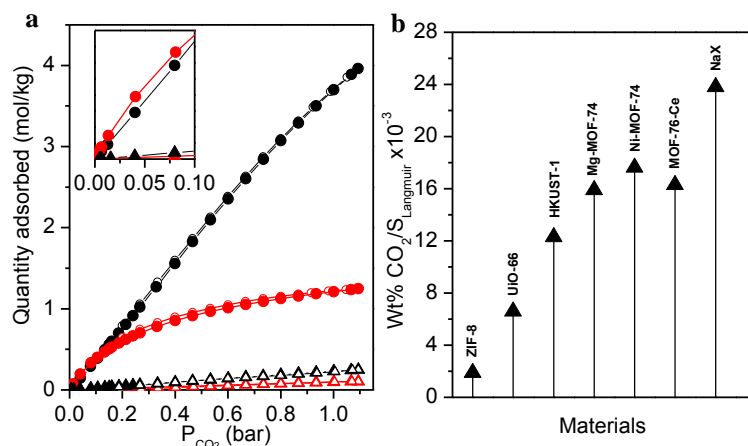 a
Quantity adsorbed (mol/kg)
4
3
2
1
0
0.00 0.05 0.10
0.0 0.2 0.4 0.6 0.8 1.0
P_CO₂ (bar)
b
Wt% CO₂/S_Langmuir x10⁻³
28
24
20
16
12
8
4
0
ZIF-8
UiO-66
HKUST-1
Mg-MOF-74
Ni-MOF-74
MOF-76-Ce
NaX
Materials